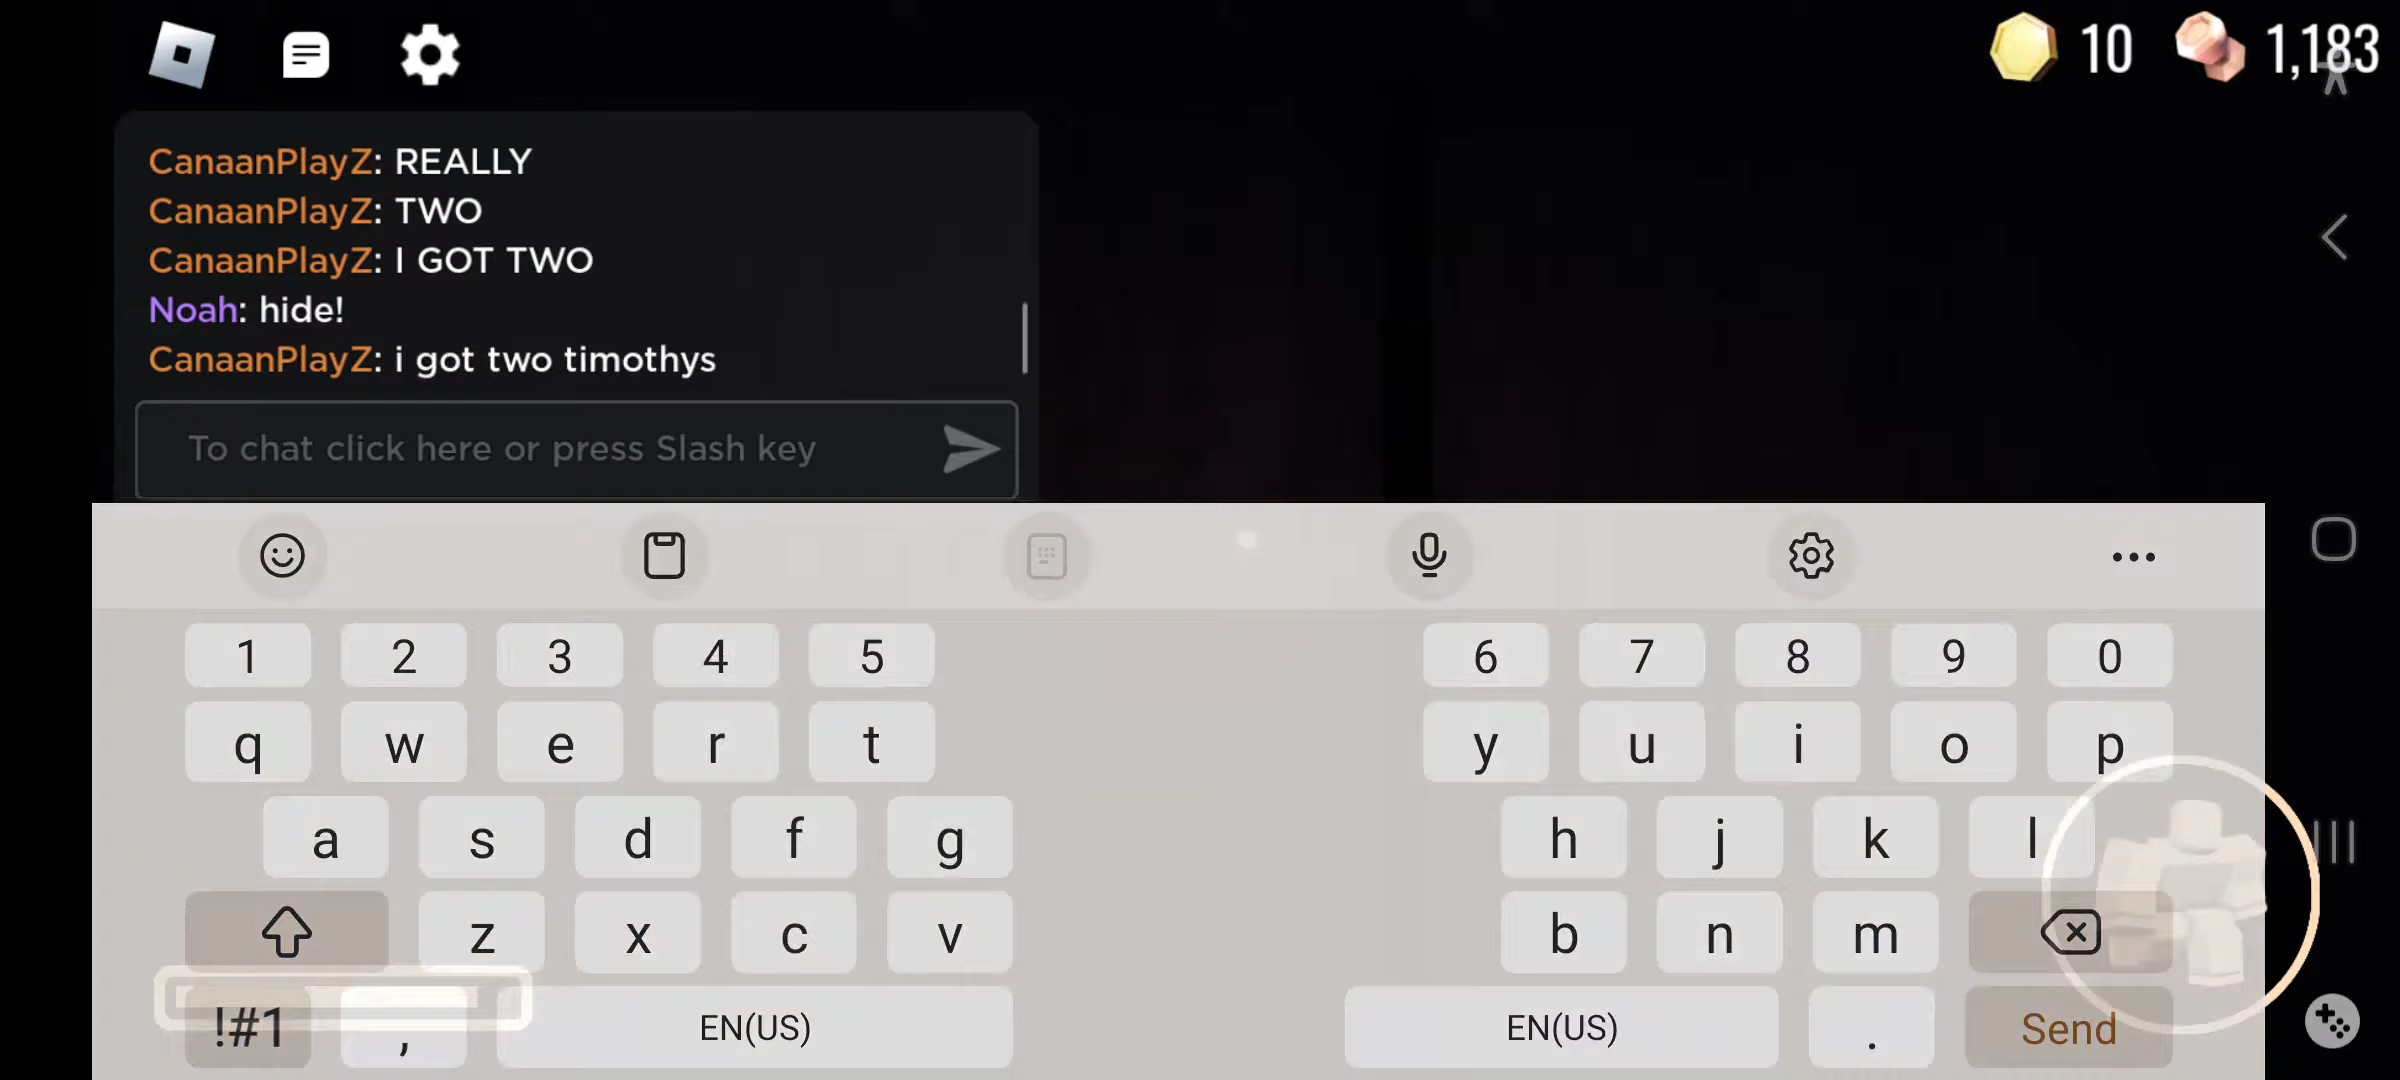 10 1,183
CanaanPlayZ: REALLY
CanaanPlayZ: TWO
CanaanPlayZ: I GOT TWO
Noah: hide!
CanaanPlayZ: i got two timothys
To chat click here or press Slash key
1 2 3 4 5 6 7 8 9 0
q w e r t y u i o p
a s d f g h j k l
z x c v b n m
!#1 , EN(US) EN(US) . Send